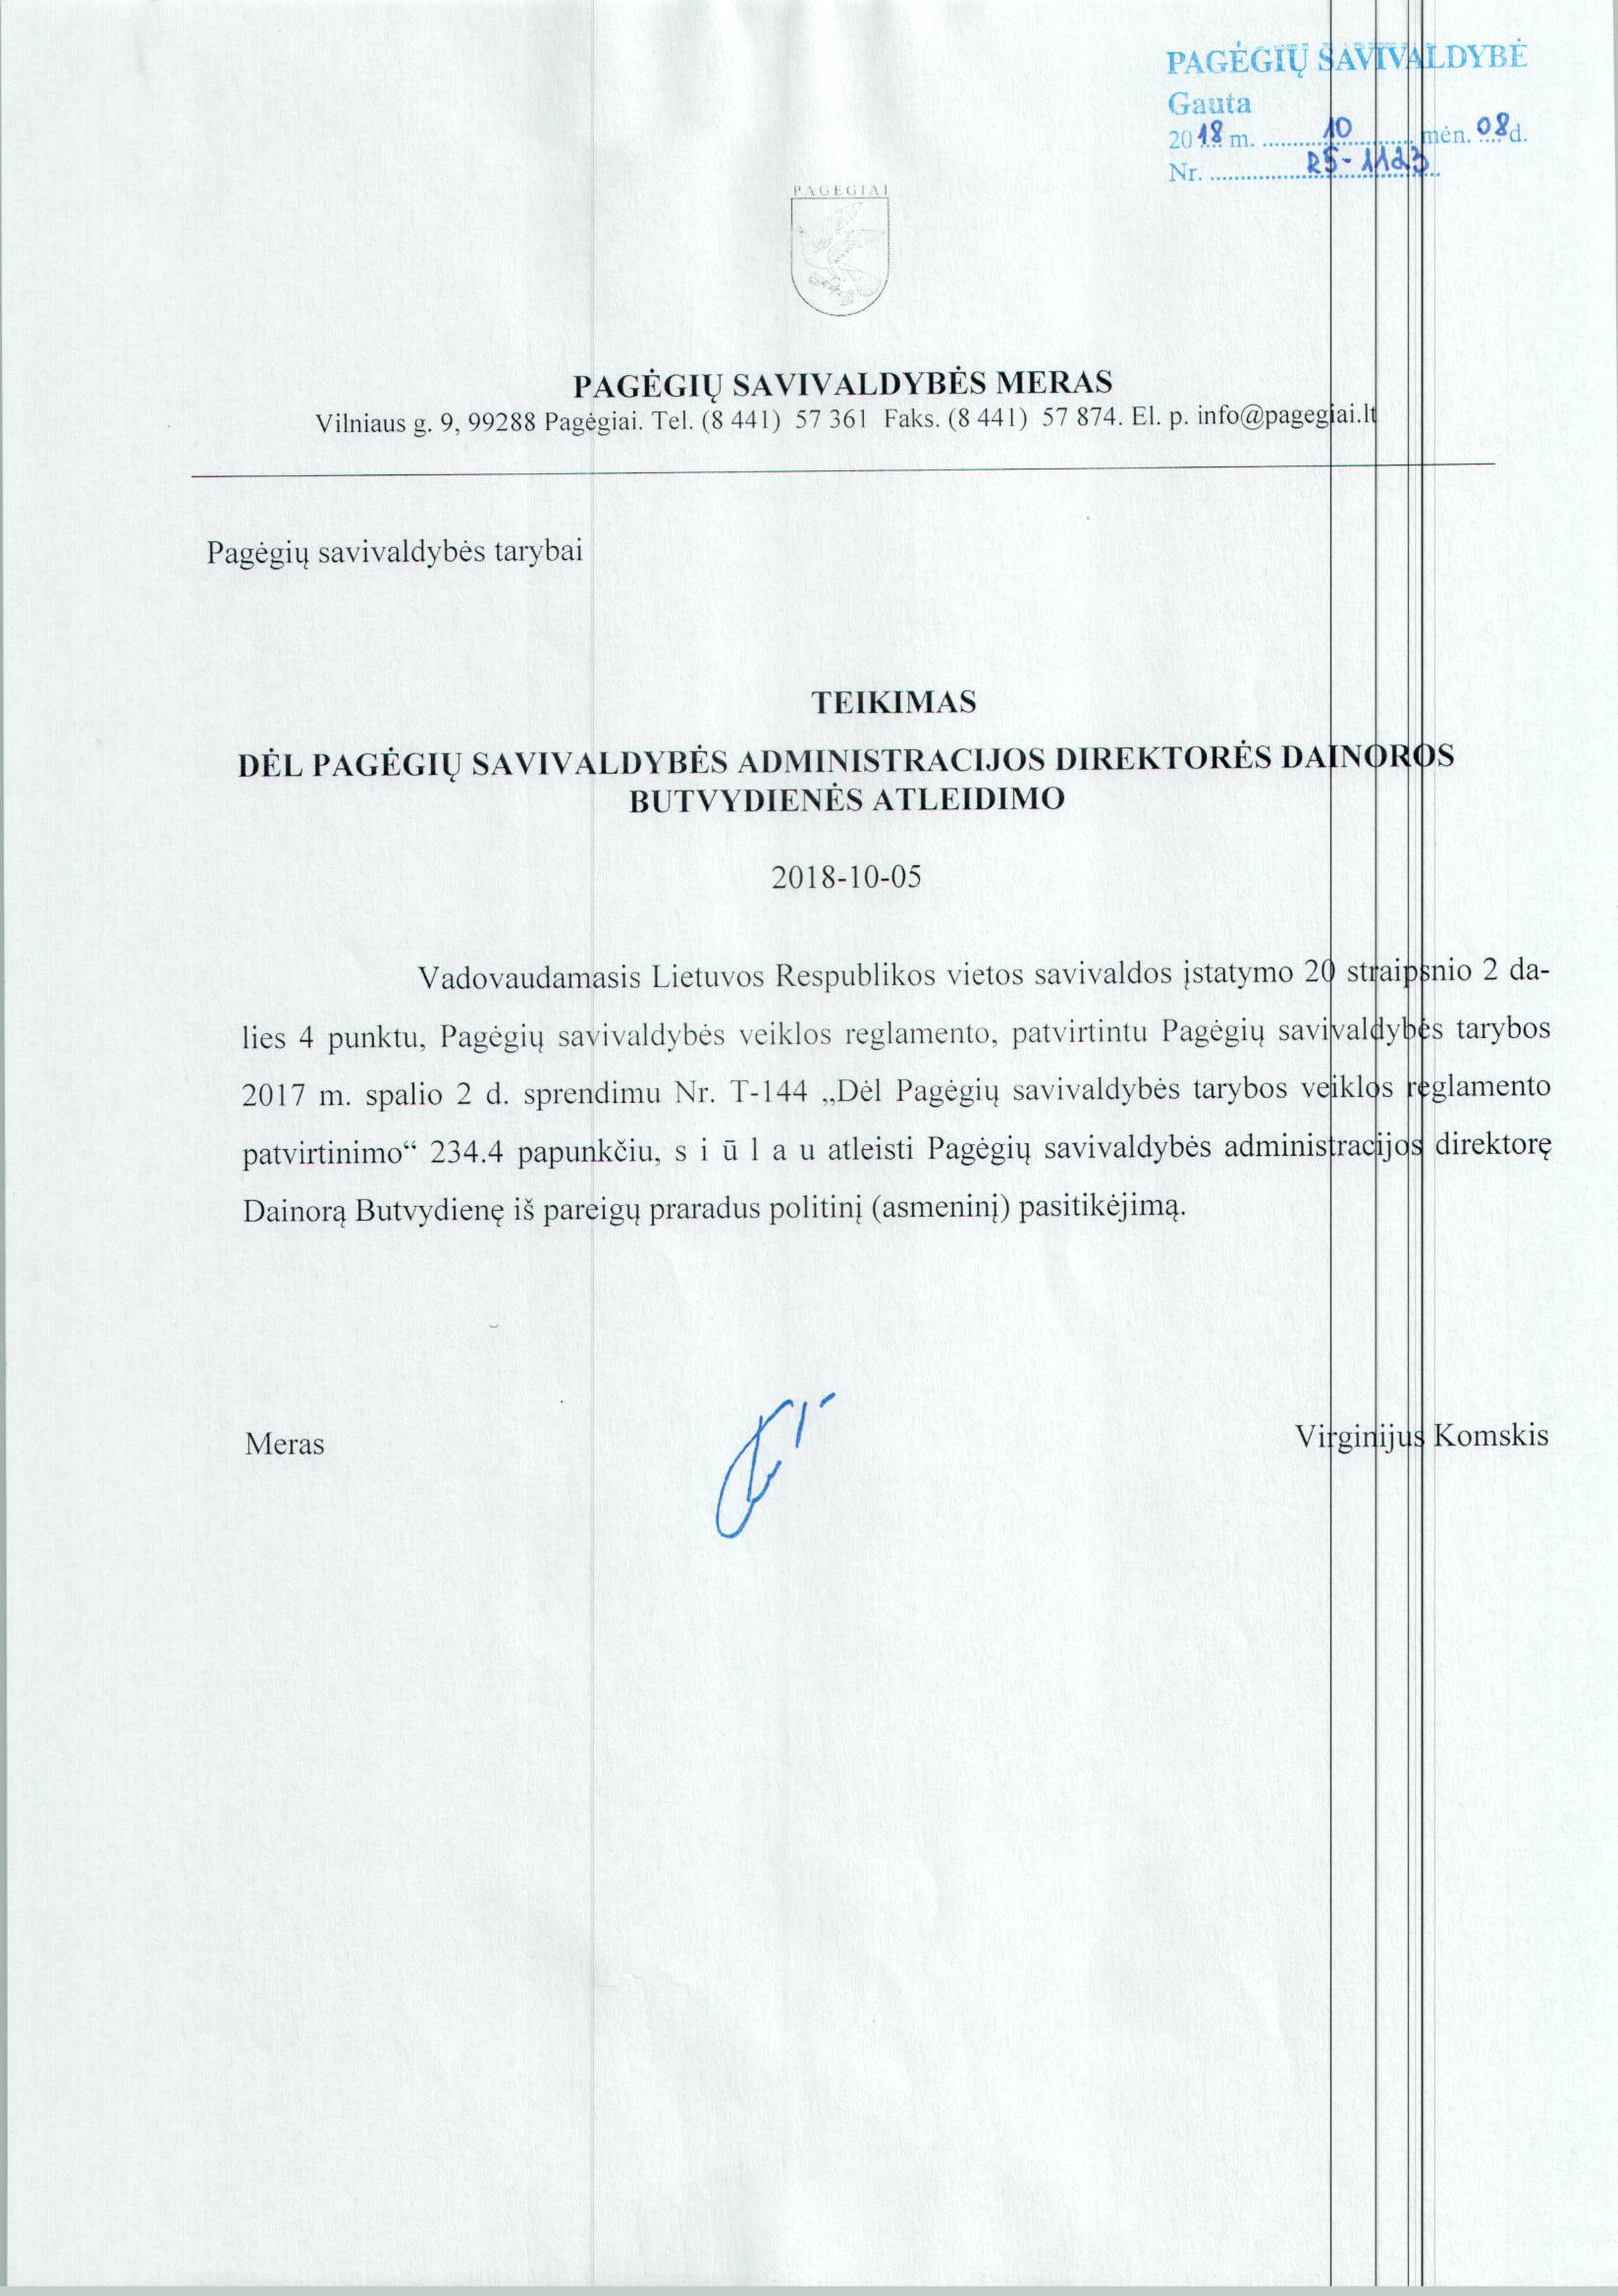 PAGĖGIŲ SAVIVALDYBĖ
Gauta
2018 m. 10 mėn. 08 d.
Nr. R5-1123
PAGĖGIAI
PAGĖGIŲ SAVIVALDYBĖS MERAS
Vilniaus g. 9, 99288 Pagėgiai. Tel. (8 441) 57 361 Faks. (8 441) 57 874. El. p. info@pagegiai.lt
Pagėgių savivaldybės tarybai
TEIKIMAS
DĖL PAGĖGIŲ SAVIVALDYBĖS ADMINISTRACIJOS DIREKTORĖS DAINOROS
BUTVYDIENĖS ATLEIDIMO
2018-10-05
Vadovaudamasis Lietuvos Respublikos vietos savivaldos įstatymo 20 straipsnio 2 da-
lies 4 punktu, Pagėgių savivaldybės veiklos reglamento, patvirtintu Pagėgių savivaldybės tarybos
2017 m. spalio 2 d. sprendimu Nr. T-144 „Dėl Pagėgių savivaldybės tarybos veiklos reglamento
patvirtinimo“ 234.4 papunkčiu, s i ū l a u atleisti Pagėgių savivaldybės administracijos direktorę
Dainorą Butvydienę iš pareigų praradus politinį (asmeninį) pasitikėjimą.
Meras
Virginijus Komskis